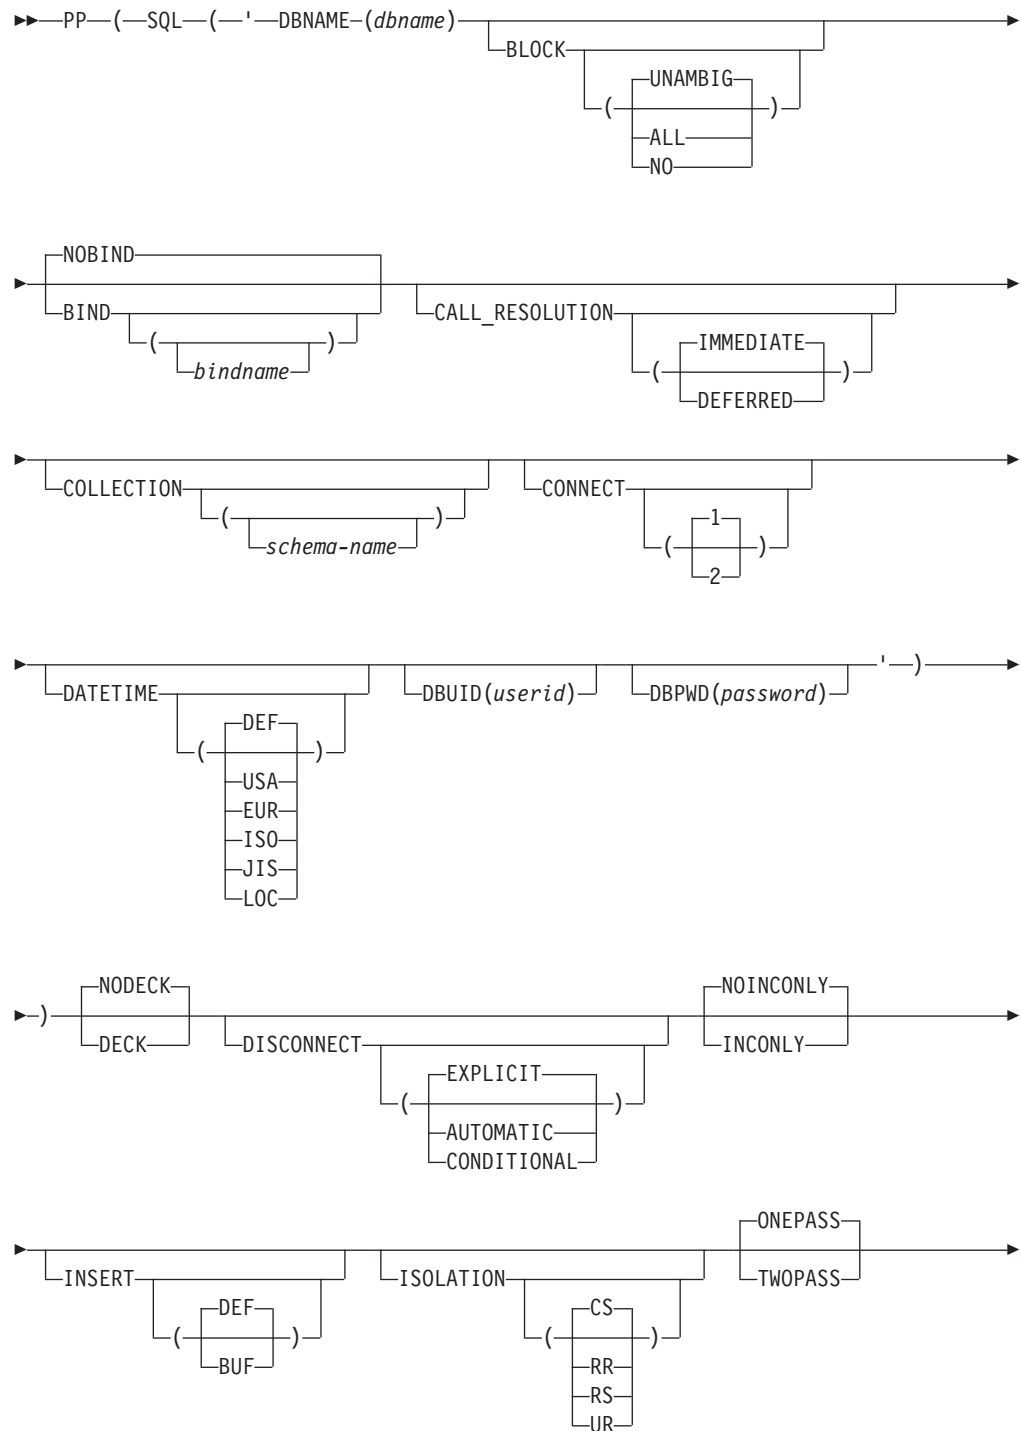 PP ( SQL ( ' DBNAME (dbname)
BLOCK
UNAMBIG
( )
ALL
NO
NOBIND
BIND
( )
bindname
CALL_RESOLUTION
IMMEDIATE
( )
DEFERRED
COLLECTION
( )
schema-name
CONNECT
1
( )
2
DATETIME
DEF
( )
USA
EUR
ISO
JIS
LOC
DBUID(userid)
DBPWD(password)
' )
)
NODECK
DECK
DISCONNECT
EXPLICIT
( )
AUTOMATIC
CONDITIONAL
NOINCONLY
INCONLY
INSERT
DEF
( )
BUF
ISOLATION
CS
( )
RR
RS
UR
ONEPASS
TWOPASS